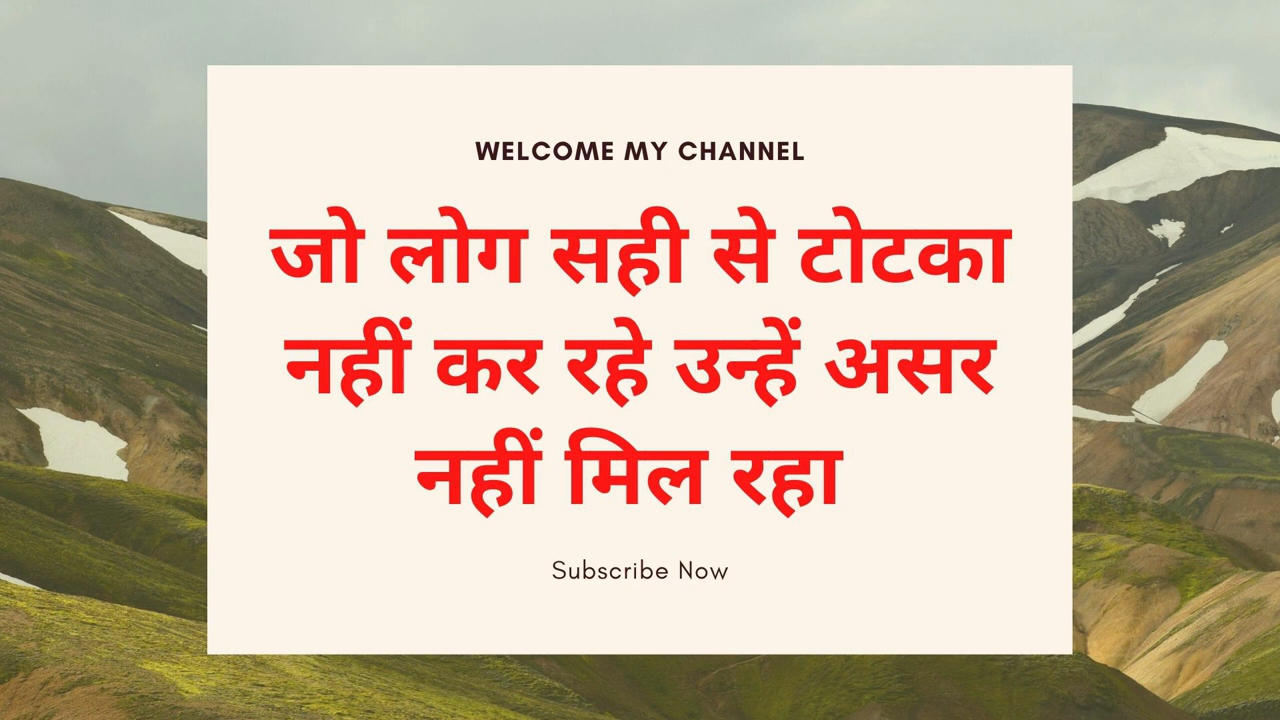 WELCOME MY CHANNEL
जो लोग सही से टोटका
नहीं कर रहे उन्हें असर
नहीं मिल रहा
Subscribe Now